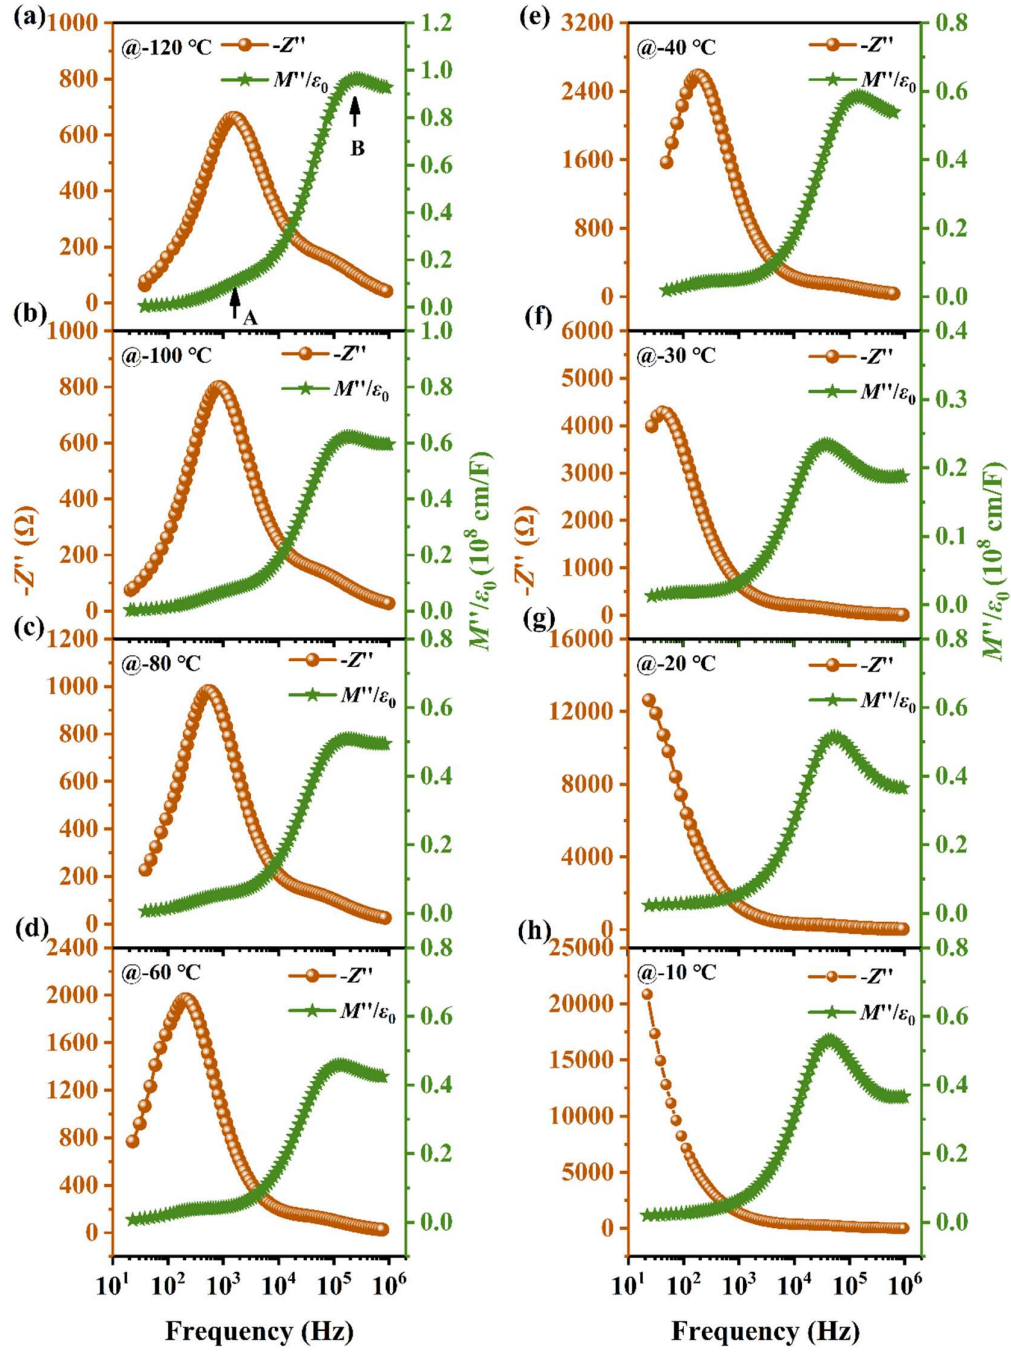 (a)
1000
800
600
400
200
0
@-120 °C
-Z''
M''/ε0
A
B
1.2
1.0
0.8
0.6
0.4
0.2
0.0
(b)
1000
800
600
400
200
0
@-100 °C
-Z''
M''/ε0
1.0
0.8
0.6
0.4
0.2
0.0
(c)
1200
1000
800
600
400
200
0
@-80 °C
-Z''
M''/ε0
0.8
0.6
0.4
0.2
0.0
(d)
2400
2000
1600
1200
800
400
0
@-60 °C
-Z''
M''/ε0
0.8
0.6
0.4
0.2
0.0
-Z'' (Ω)
M''/ε0 (10^8 cm/F)
10^1 10^2 10^3 10^4 10^5 10^6
Frequency (Hz)
(e)
3200
2400
1600
800
0
@-40 °C
-Z''
M''/ε0
0.8
0.6
0.4
0.2
0.0
(f)
6000
5000
4000
3000
2000
1000
0
@-30 °C
-Z''
M''/ε0
0.4
0.3
0.2
0.1
0.0
(g)
16000
12000
8000
4000
0
@-20 °C
-Z''
M''/ε0
0.8
0.6
0.4
0.2
0.0
(h)
25000
20000
15000
10000
5000
0
@-10 °C
-Z''
M''/ε0
0.8
0.6
0.4
0.2
0.0
-Z'' (Ω)
M''/ε0 (10^8 cm/F)
10^1 10^2 10^3 10^4 10^5 10^6
Frequency (Hz)